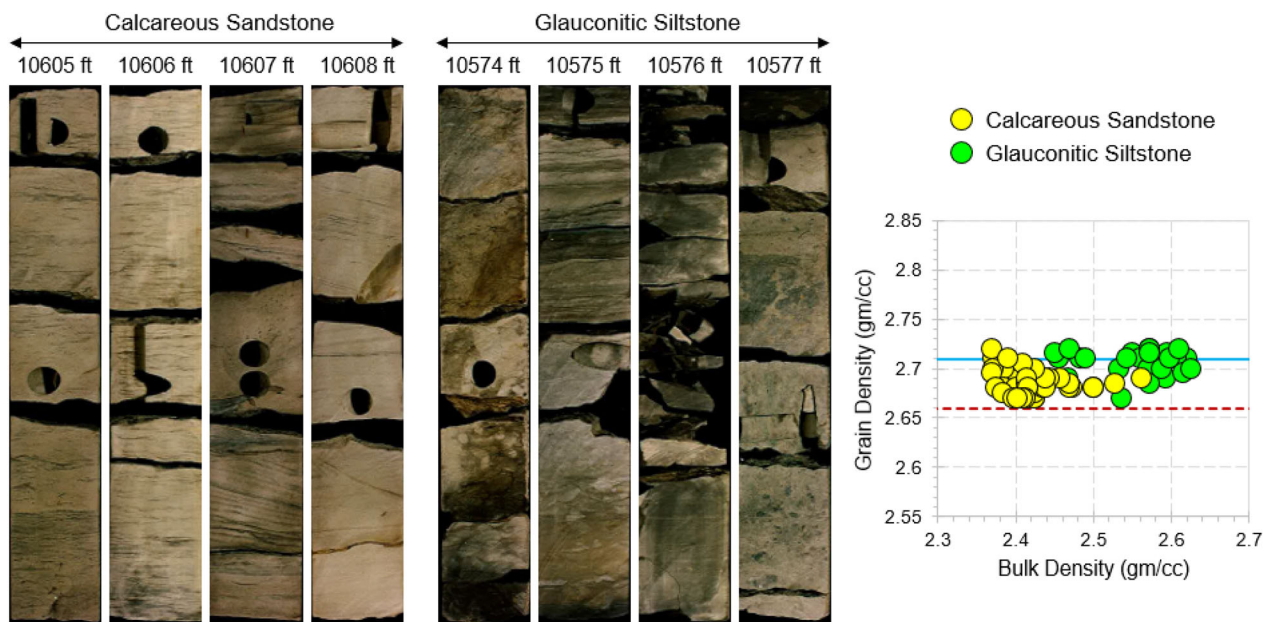 Calcareous Sandstone
10605 ft 10606 ft 10607 ft 10608 ft
Glauconitic Siltstone
10574 ft 10575 ft 10576 ft 10577 ft
Calcareous Sandstone
Glauconitic Siltstone
Grain Density (gm/cc)
2.85
2.8
2.75
2.7
2.65
2.6
2.55
2.3 2.4 2.5 2.6 2.7
Bulk Density (gm/cc)